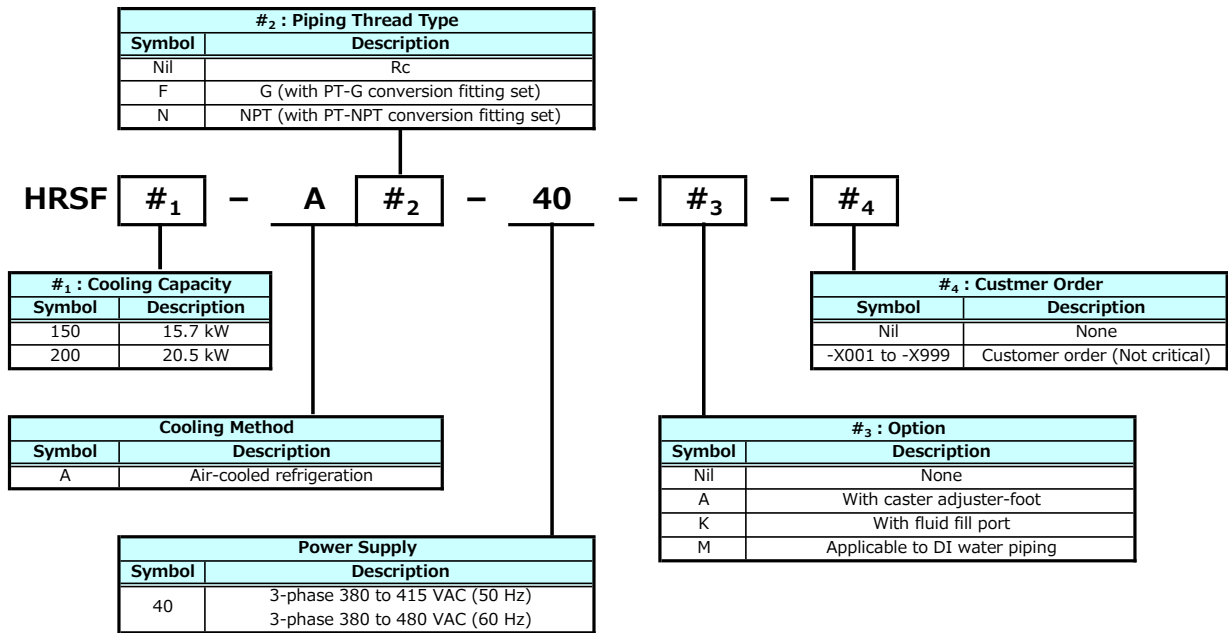 #₂ : Piping Thread Type
Symbol Description
Nil Rc
F G (with PT-G conversion fitting set)
N NPT (with PT-NPT conversion fitting set)
HRSF #₁ – A #₂ – 40 – #₃ – #₄
#₁ : Cooling Capacity
Symbol Description
150 15.7 kW
200 20.5 kW
#₄ : Custmer Order
Symbol Description
Nil None
-X001 to -X999 Customer order (Not critical)
Cooling Method
Symbol Description
A Air-cooled refrigeration
#₃ : Option
Symbol Description
Nil None
A With caster adjuster-foot
K With fluid fill port
M Applicable to DI water piping
Power Supply
Symbol Description
40 3-phase 380 to 415 VAC (50 Hz)
3-phase 380 to 480 VAC (60 Hz)